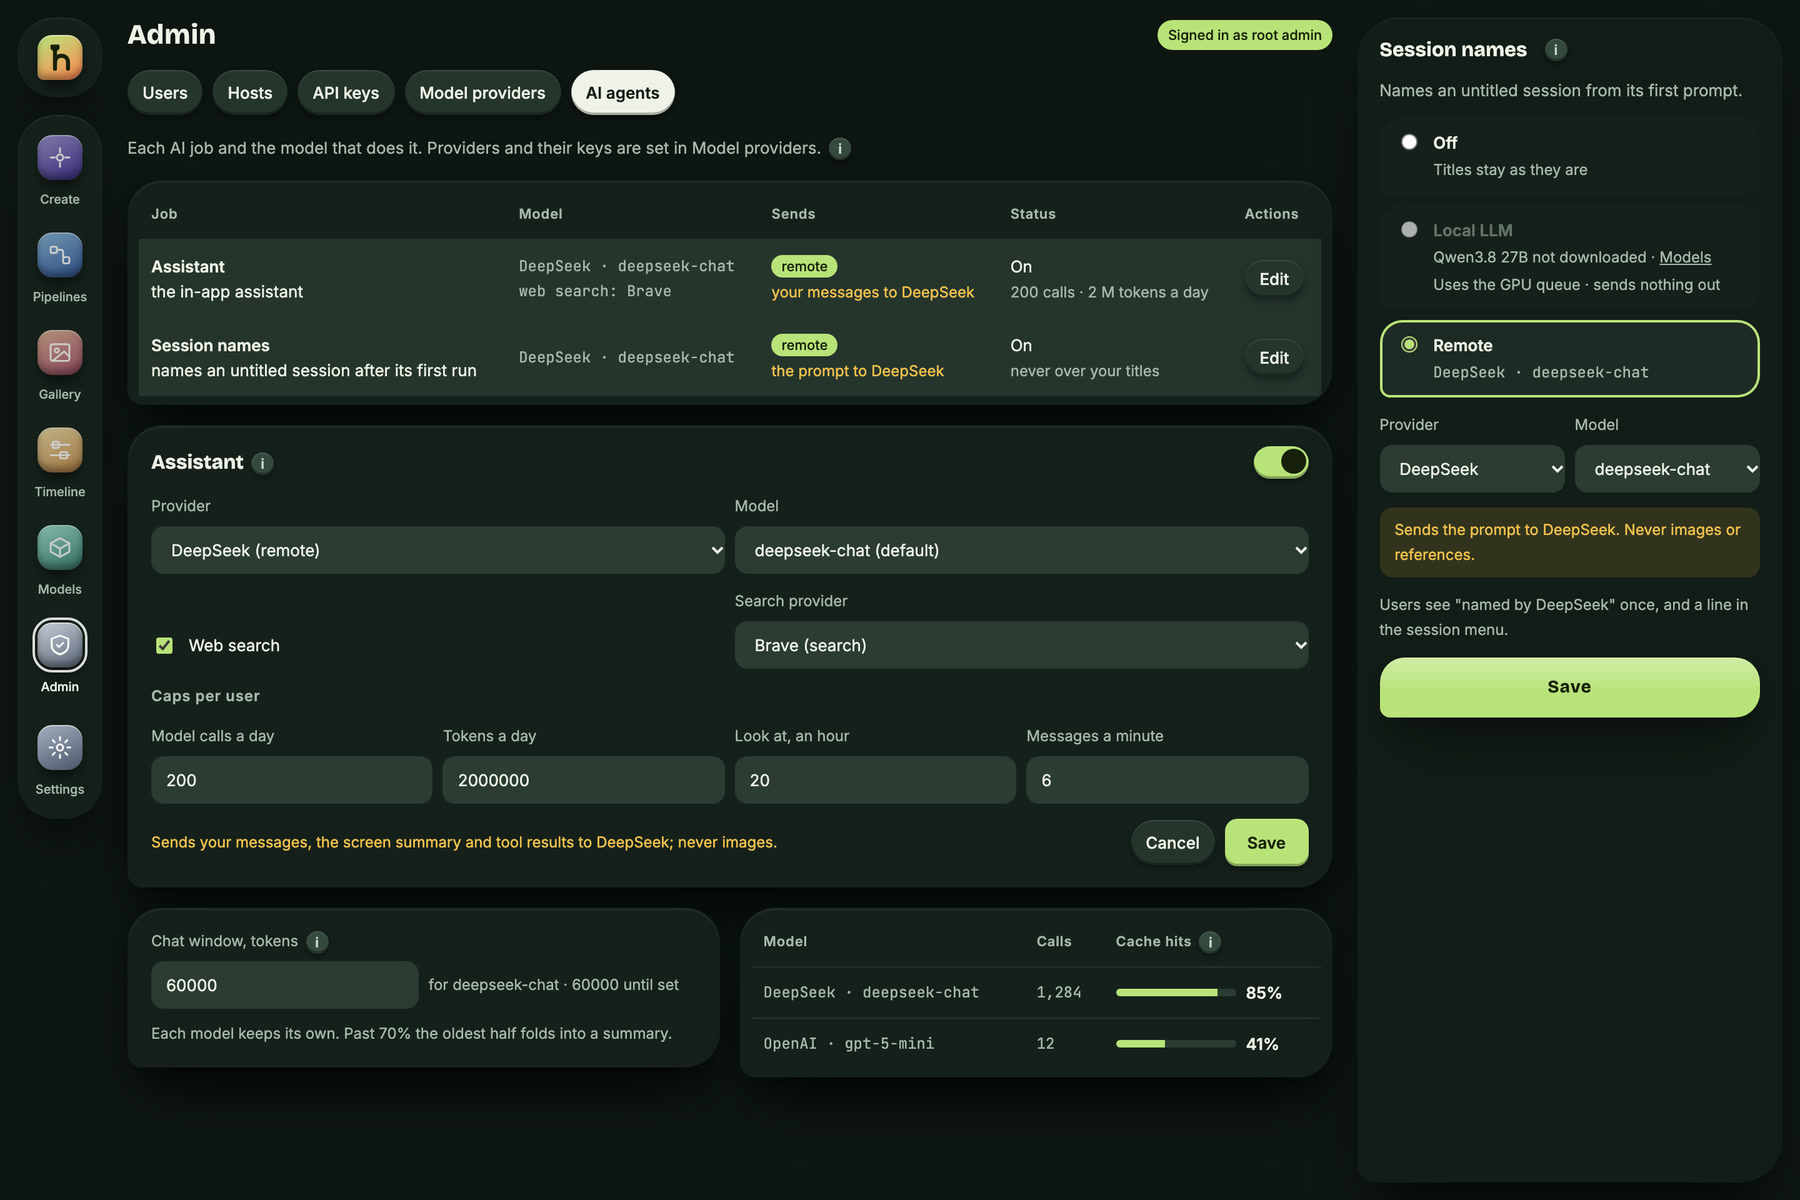 Admin
Signed in as root admin
Users
Hosts
API keys
Model providers
AI agents
Each AI job and the model that does it. Providers and their keys are set in Model providers.
Job Model Sends Status Actions
Assistant
the in-app assistant
DeepSeek · deepseek-chat
web search: Brave
remote
your messages to DeepSeek
On
200 calls · 2 M tokens a day
Edit
Session names
names an untitled session after its first run
DeepSeek · deepseek-chat
remote
the prompt to DeepSeek
On
never over your titles
Edit
Assistant
Provider
DeepSeek (remote)
Model
deepseek-chat (default)
Web search
Search provider
Brave (search)
Caps per user
Model calls a day
200
Tokens a day
2000000
Look at, an hour
20
Messages a minute
6
Sends your messages, the screen summary and tool results to DeepSeek; never images.
Cancel
Save
Chat window, tokens
60000
for deepseek-chat · 60000 until set
Each model keeps its own. Past 70% the oldest half folds into a summary.
Model Calls Cache hits
DeepSeek · deepseek-chat 1,284 85%
OpenAI · gpt-5-mini 12 41%
Create
Pipelines
Gallery
Timeline
Models
Admin
Settings
Session names
Names an untitled session from its first prompt.
Off
Titles stay as they are
Local LLM
Qwen3.8 27B not downloaded · Models
Uses the GPU queue · sends nothing out
Remote
DeepSeek · deepseek-chat
Provider
DeepSeek
Model
deepseek-chat
Sends the prompt to DeepSeek. Never images or
references.
Users see "named by DeepSeek" once, and a line in
the session menu.
Save